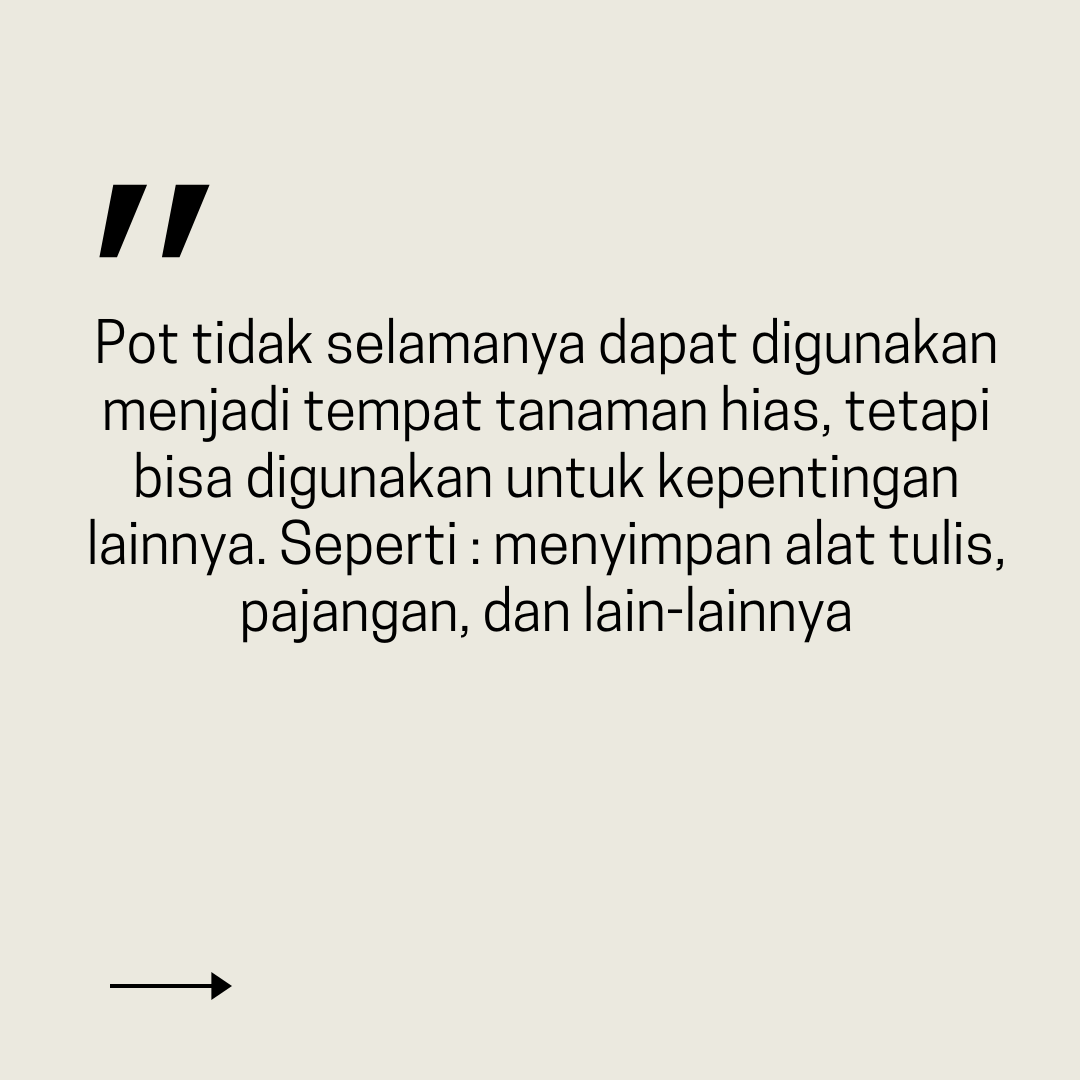 "
Pot tidak selamanya dapat digunakan
menjadi tempat tanaman hias, tetapi
bisa digunakan untuk kepentingan
lainnya. Seperti : menyimpan alat tulis,
pajangan, dan lain-lainnya